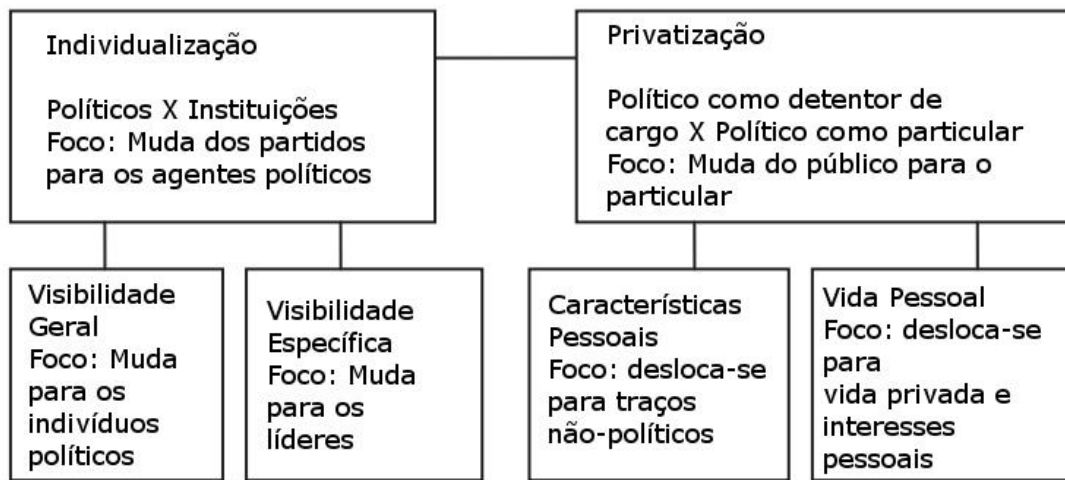 Individualização
Políticos X Instituições
Foco: Muda dos partidos
para os agentes políticos
Privatização
Político como detentor de
cargo X Político como particular
Foco: Muda do público para o
particular
Visibilidade
Geral
Foco: Muda
para os
indivíduos
políticos
Visibilidade
Específica
Foco: Muda
para os
líderes
Características
Pessoais
Foco: desloca-se
para traços
não-políticos
Vida Pessoal
Foco: desloca-se
para
vida privada e
interesses
pessoais